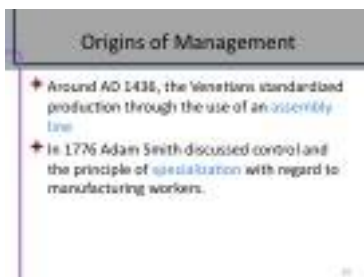 Origins of Management
Around AD 1436, the Venetians standardized
production through the use of an assembly
line
In 1776 Adam Smith discussed control and
the principle of specialization with regard to
manufacturing workers.